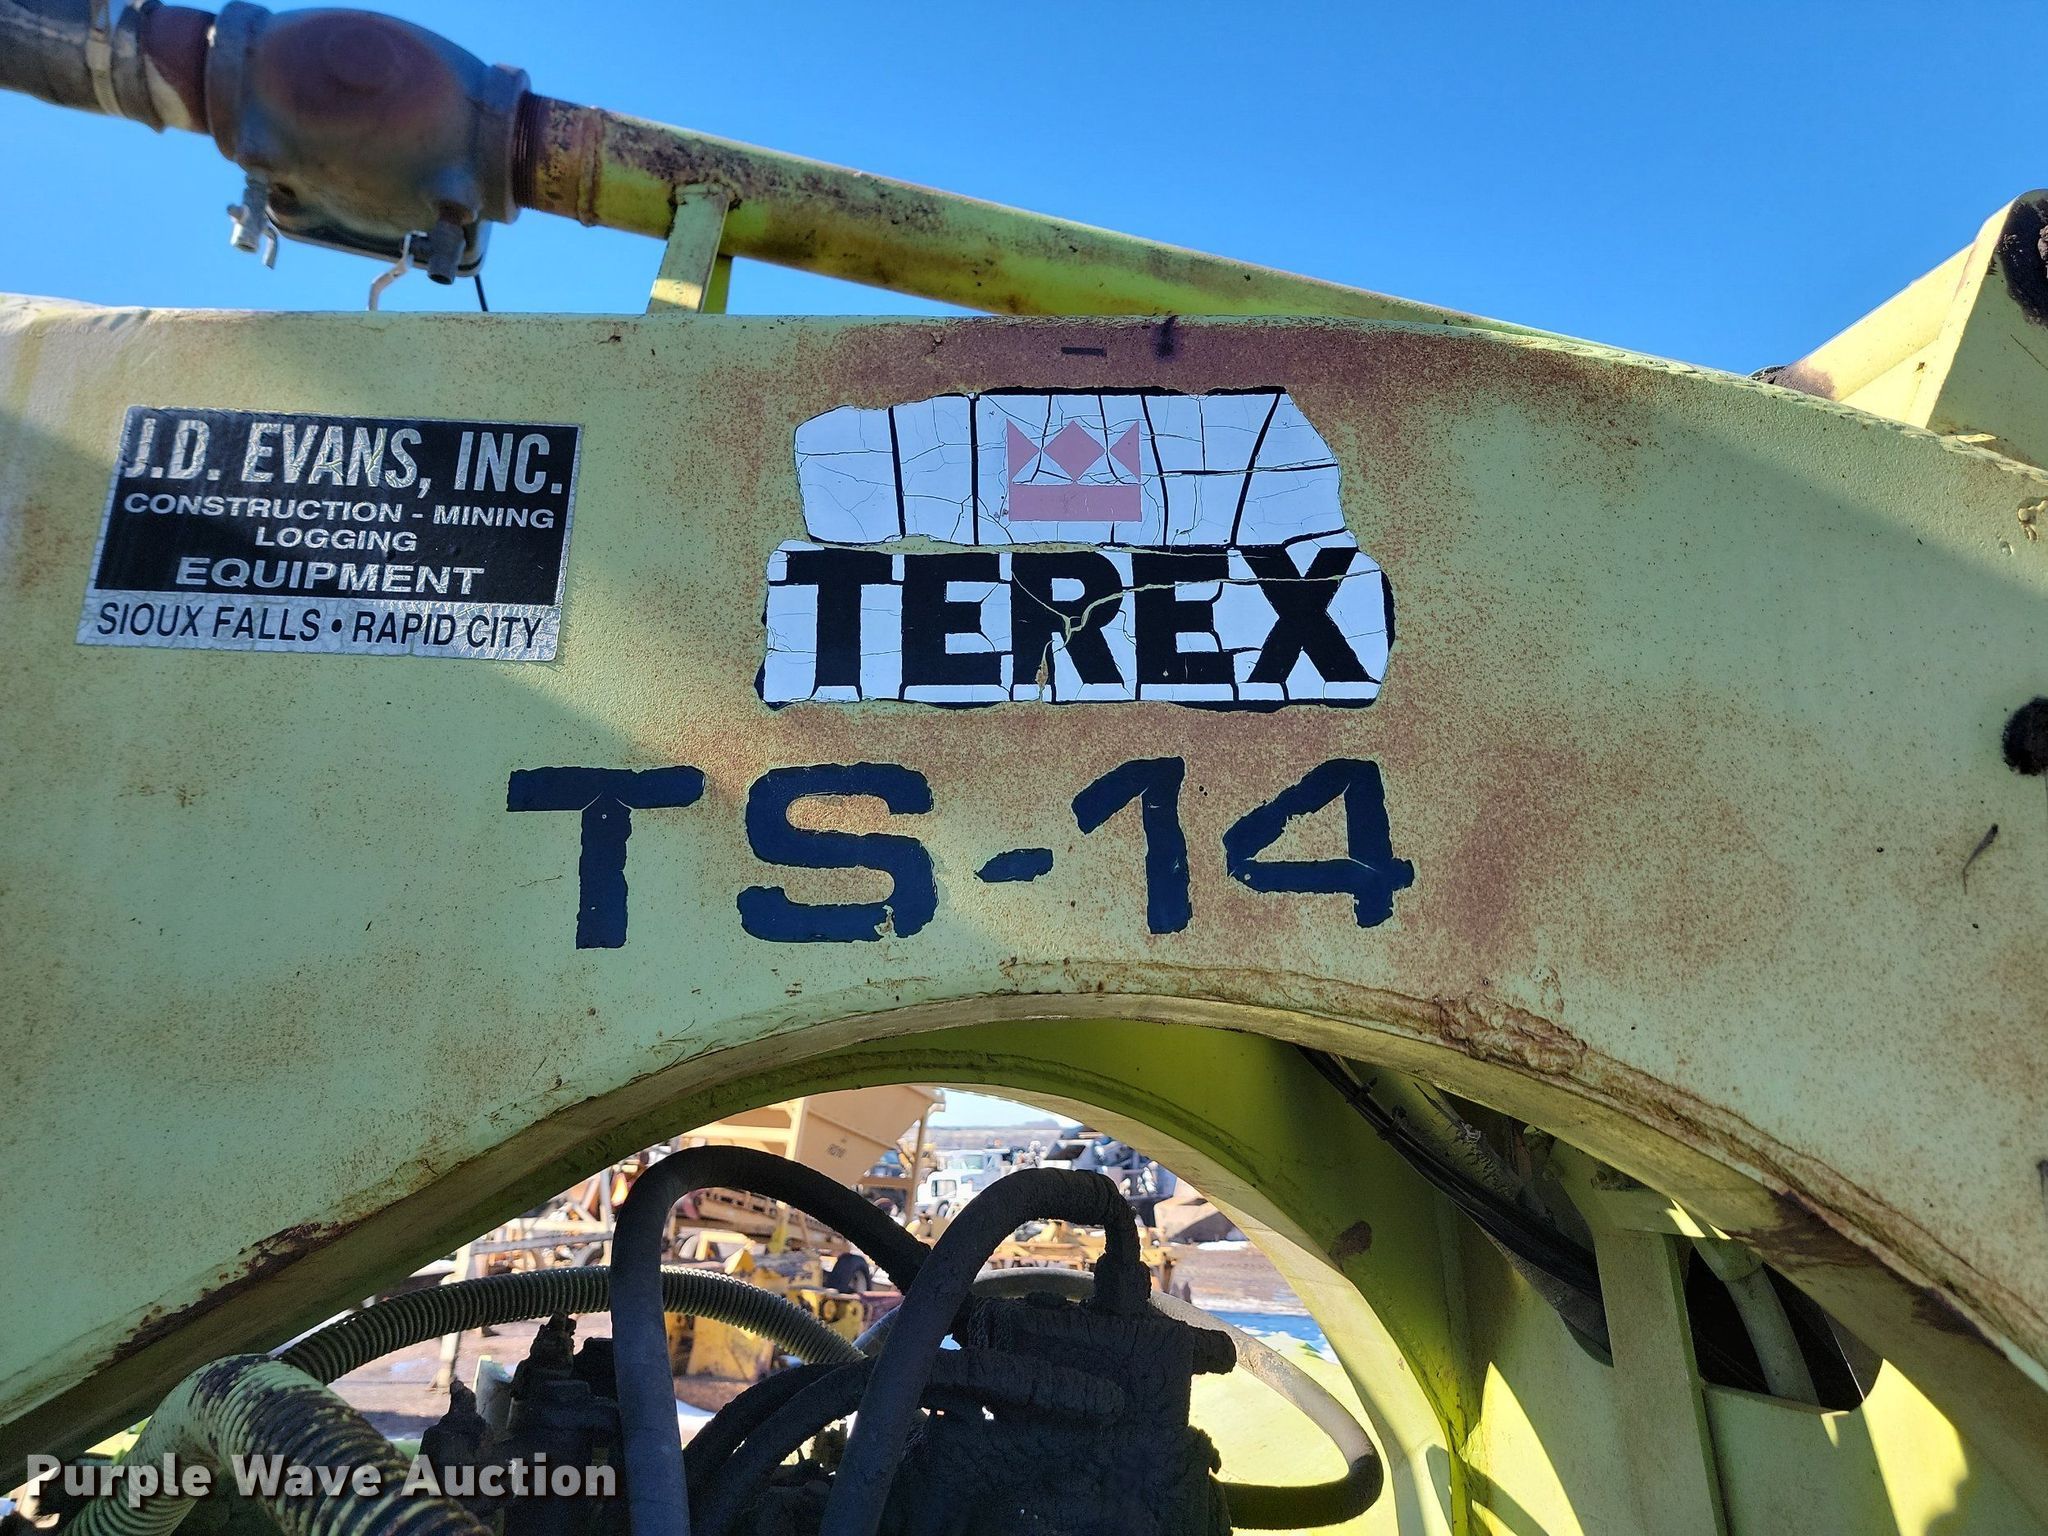 J.D. EVANS, INC.
CONSTRUCTION - MINING
LOGGING
EQUIPMENT
SIOUX FALLS • RAPID CITY
TEREX
TS-14
Purple Wave Auction